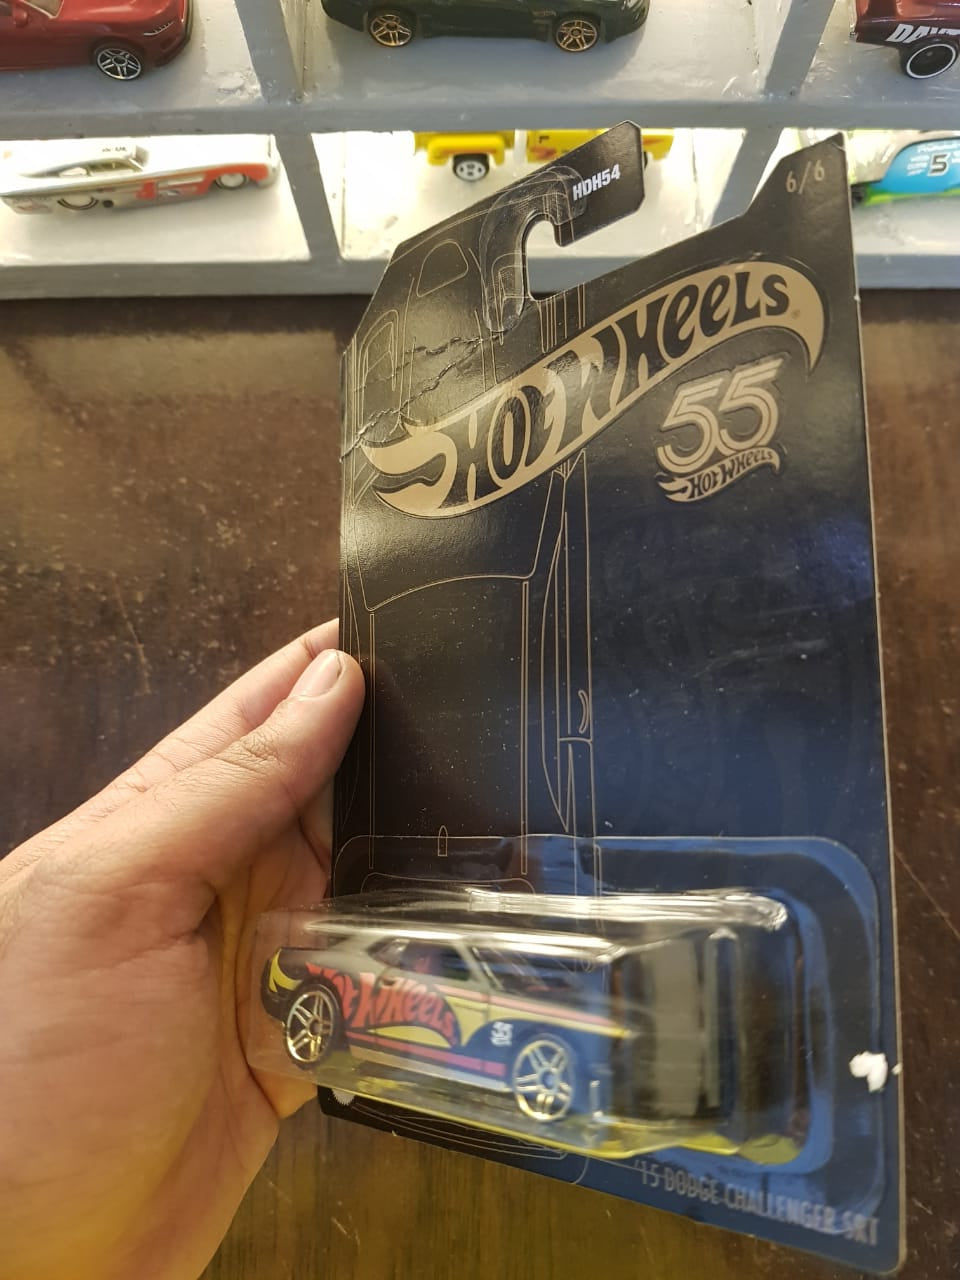 5
HDH54
6/6
HOT WHEELS®
55
HOT WHEELS
HOT WHEELS
55
'15 DODGE CHALLENGER SRT